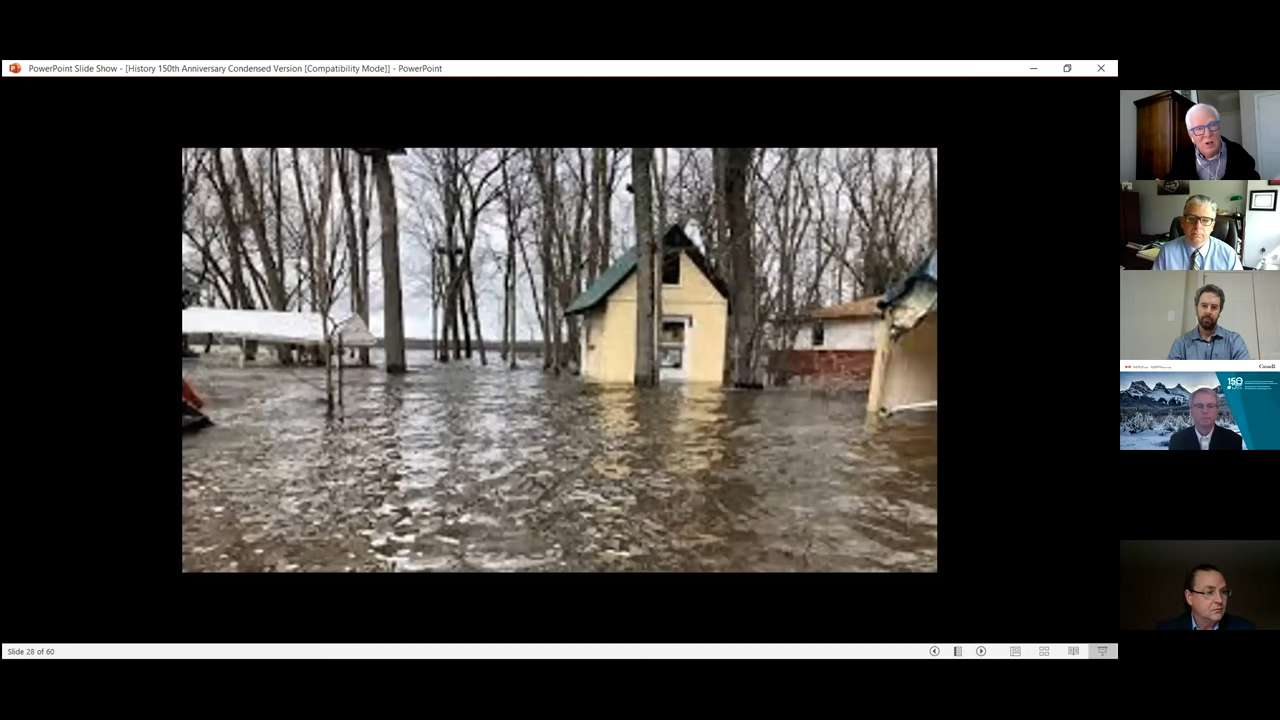 PowerPoint Slide Show - [History 150th Anniversary Condensed Version [Compatibility Mode]] - PowerPoint
Canada
150
Slide 28 of 60